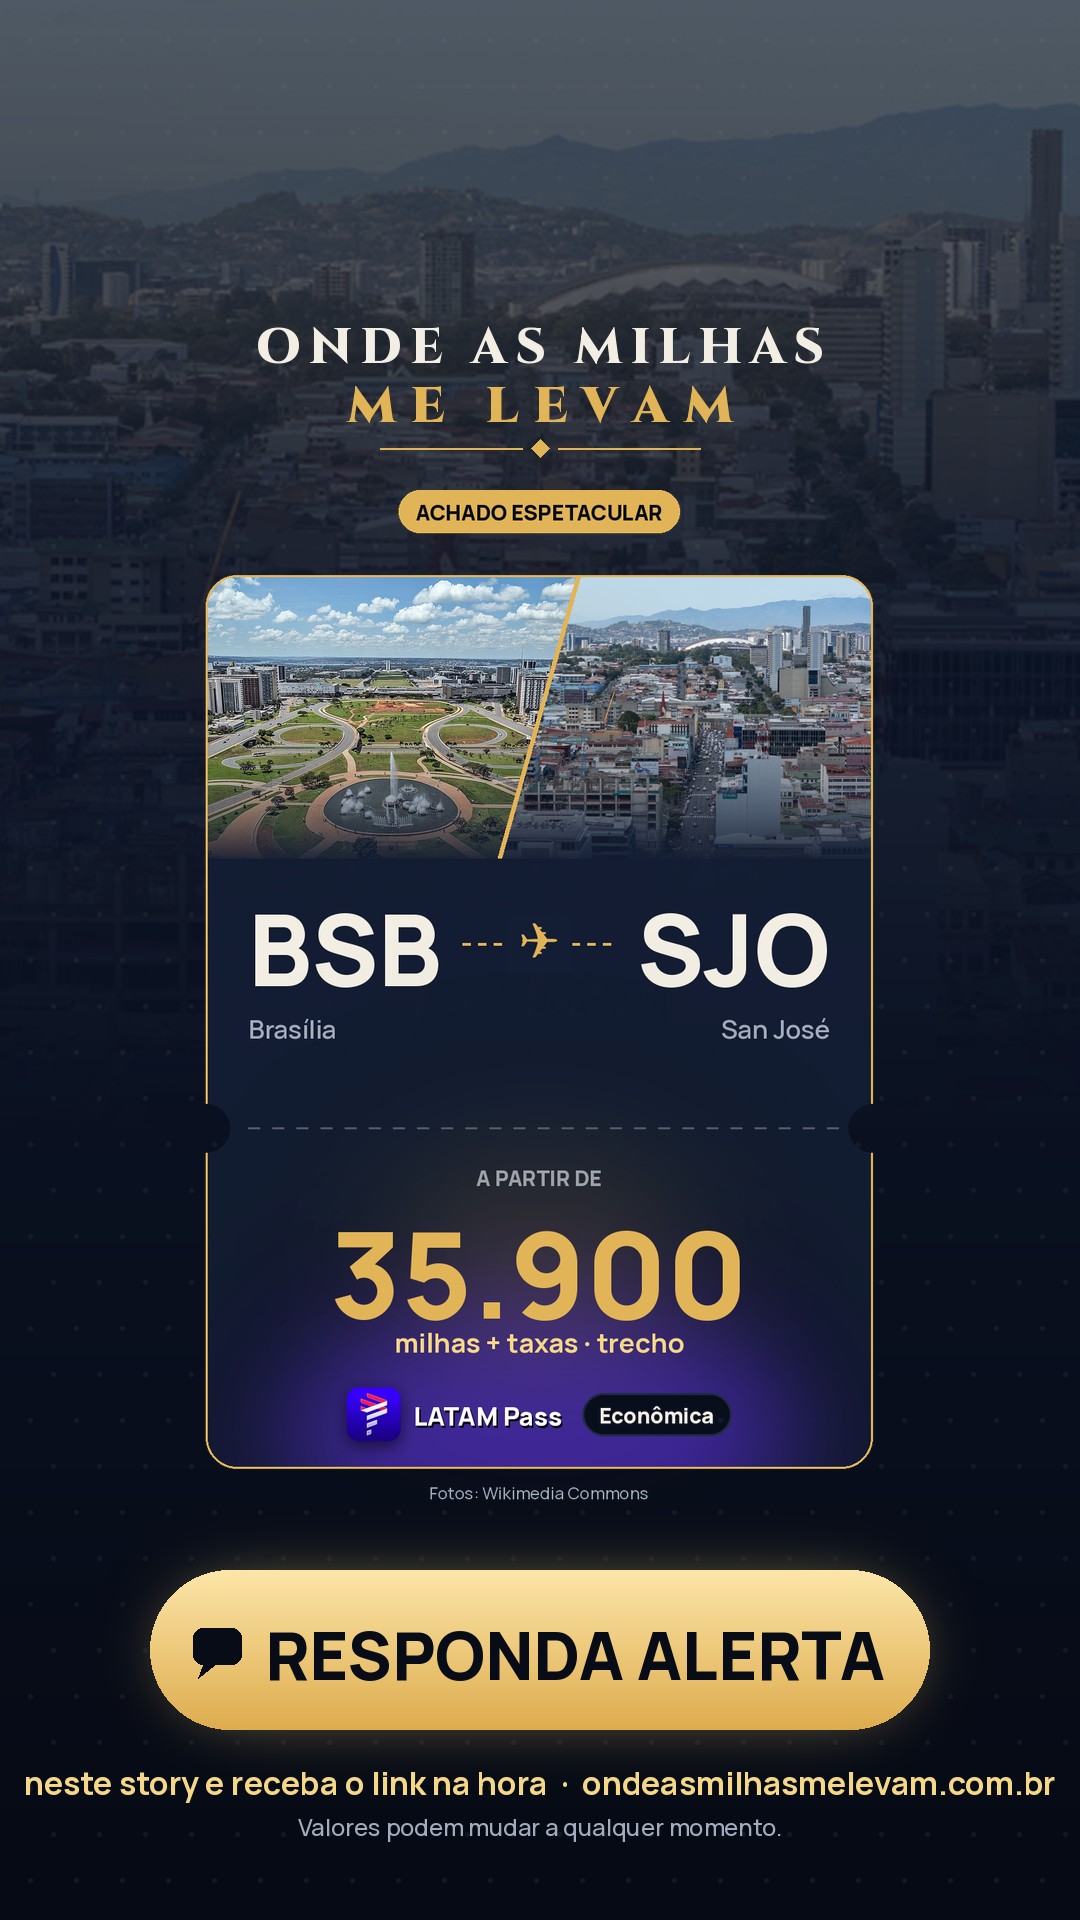 ONDE AS MILHAS
ME LEVAM
ACHADO ESPETACULAR
BSB SJO
Brasília San José
A PARTIR DE
35.900
milhas + taxas · trecho
LATAM Pass Econômica
Fotos: Wikimedia Commons
RESPONDA ALERTA
neste story e receba o link na hora · ondeasmilhasmelevam.com.br
Valores podem mudar a qualquer momento.